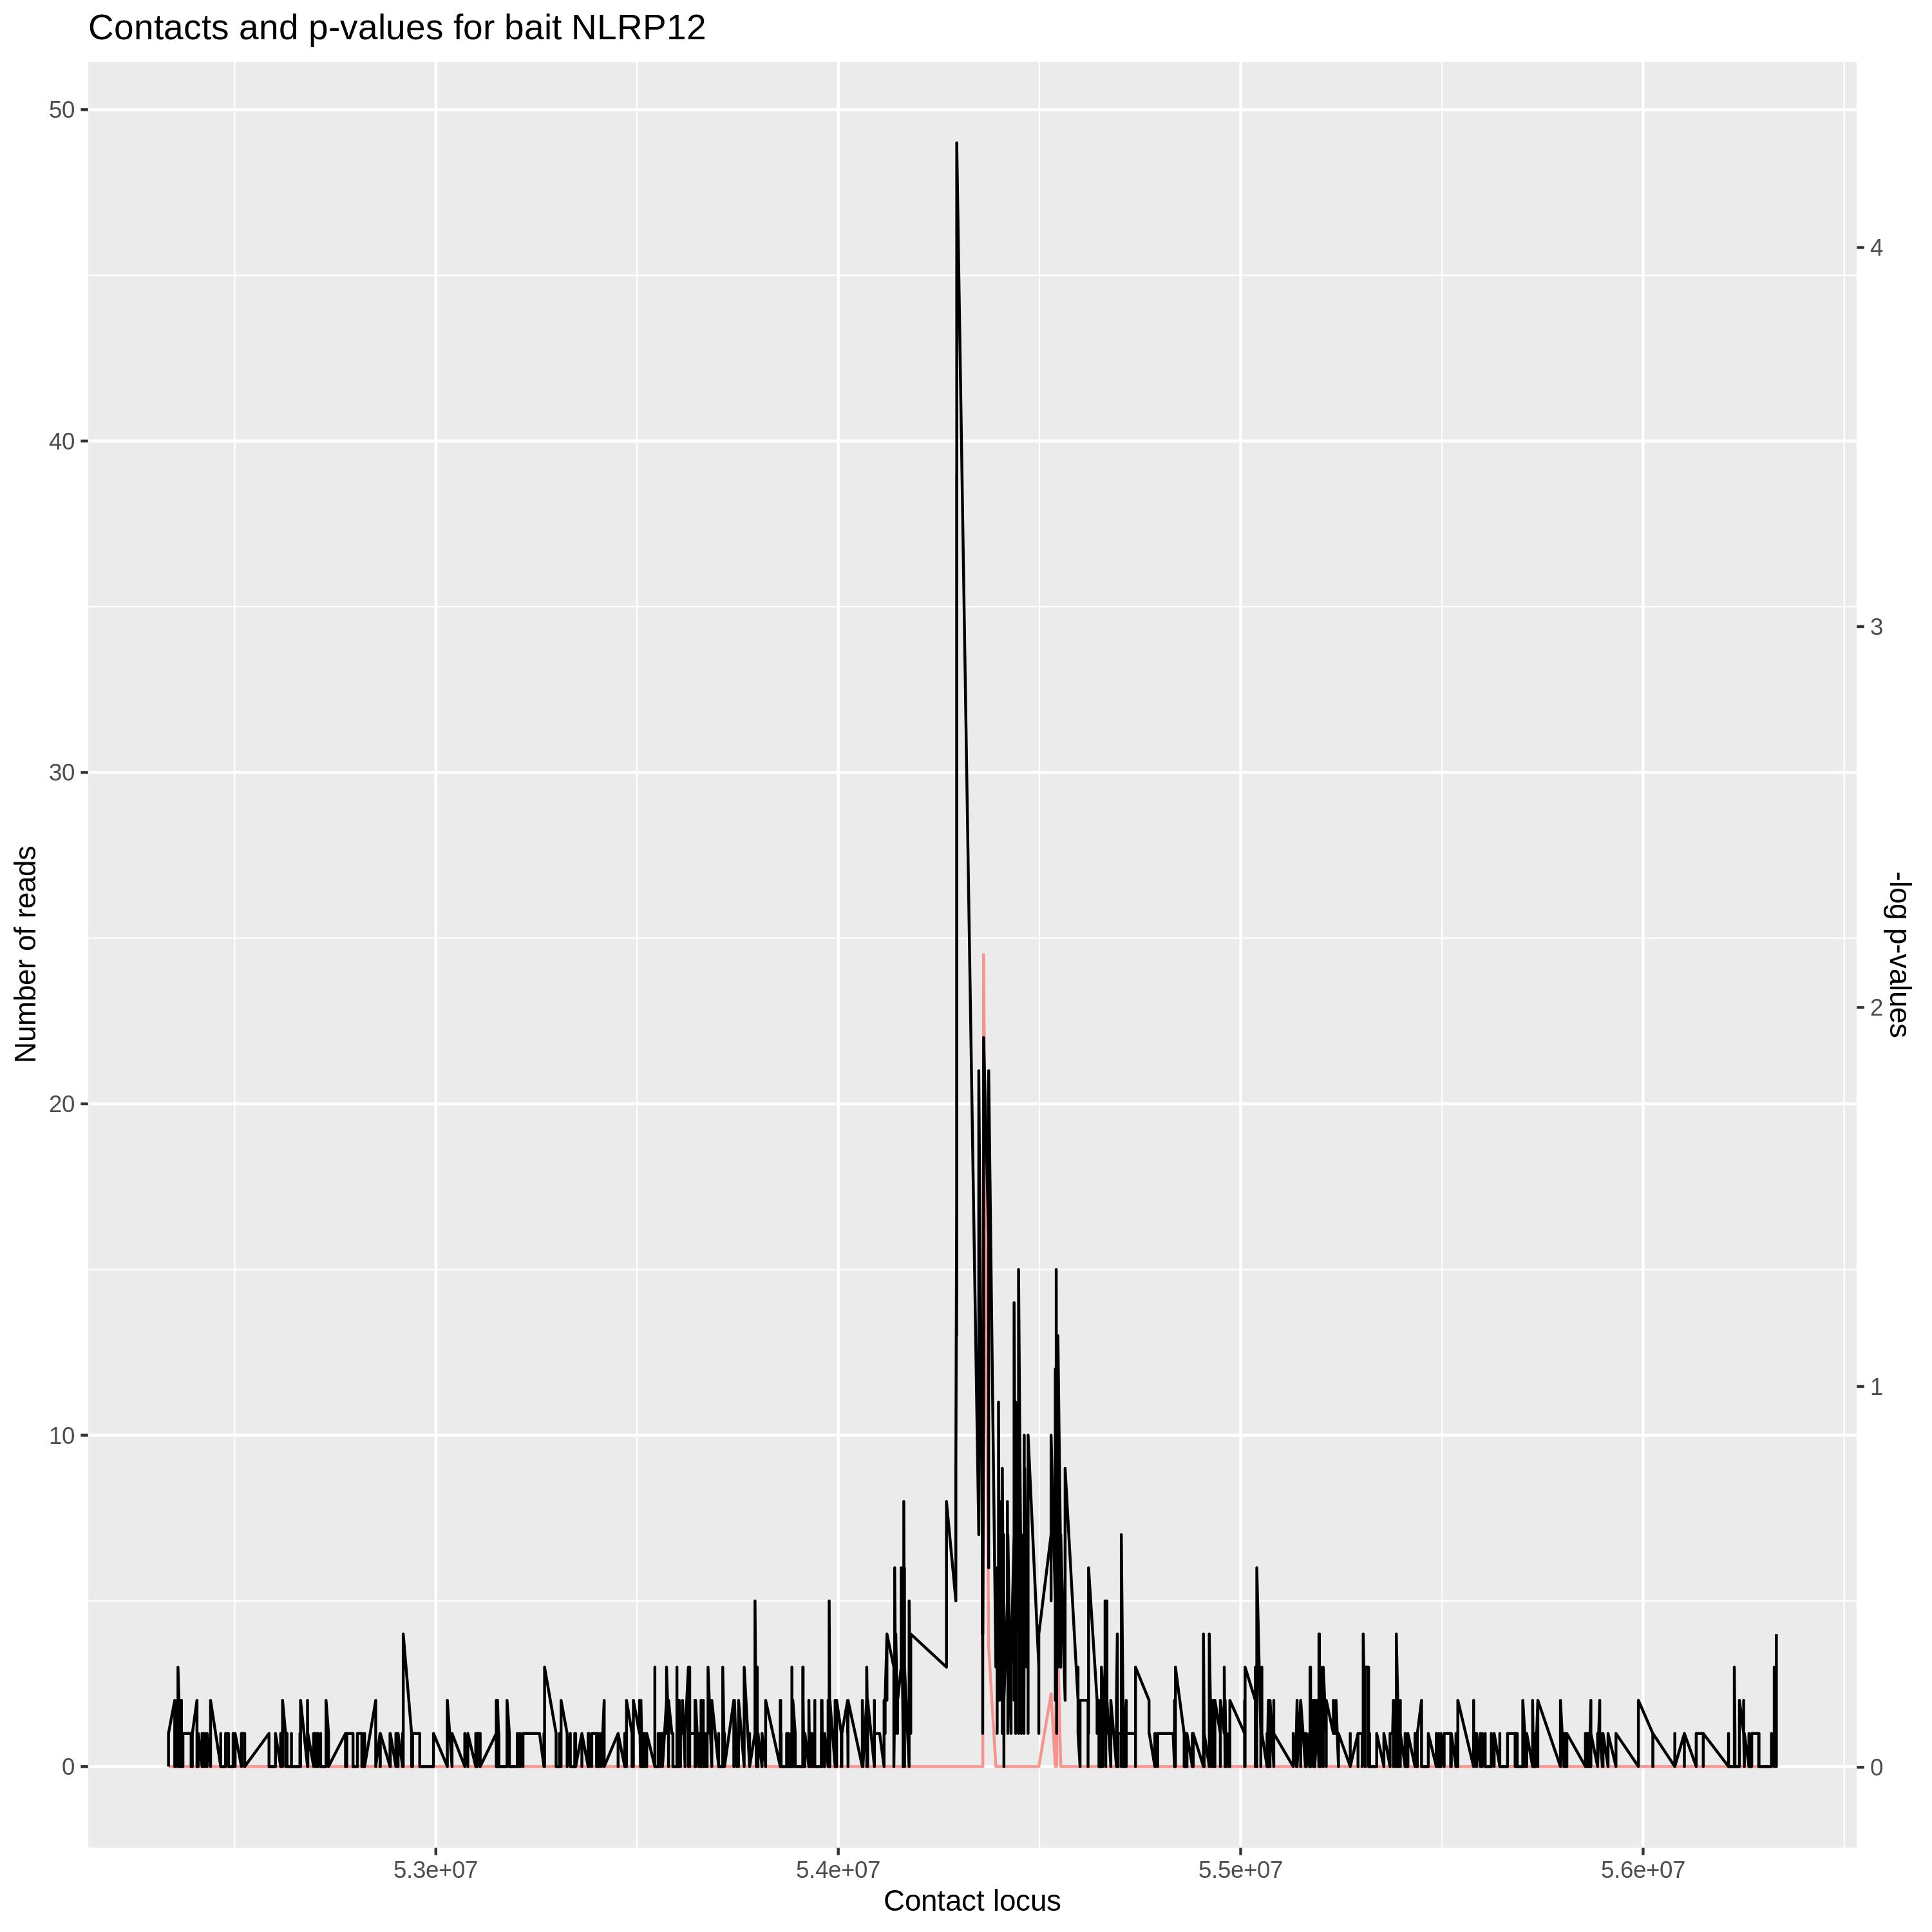 Contacts and p-values for bait NLRP12
50
40
30
20
10
0
Number of reads
4
3
2
1
0
-log p-values
5.3e+07
5.4e+07
5.5e+07
5.6e+07
Contact locus